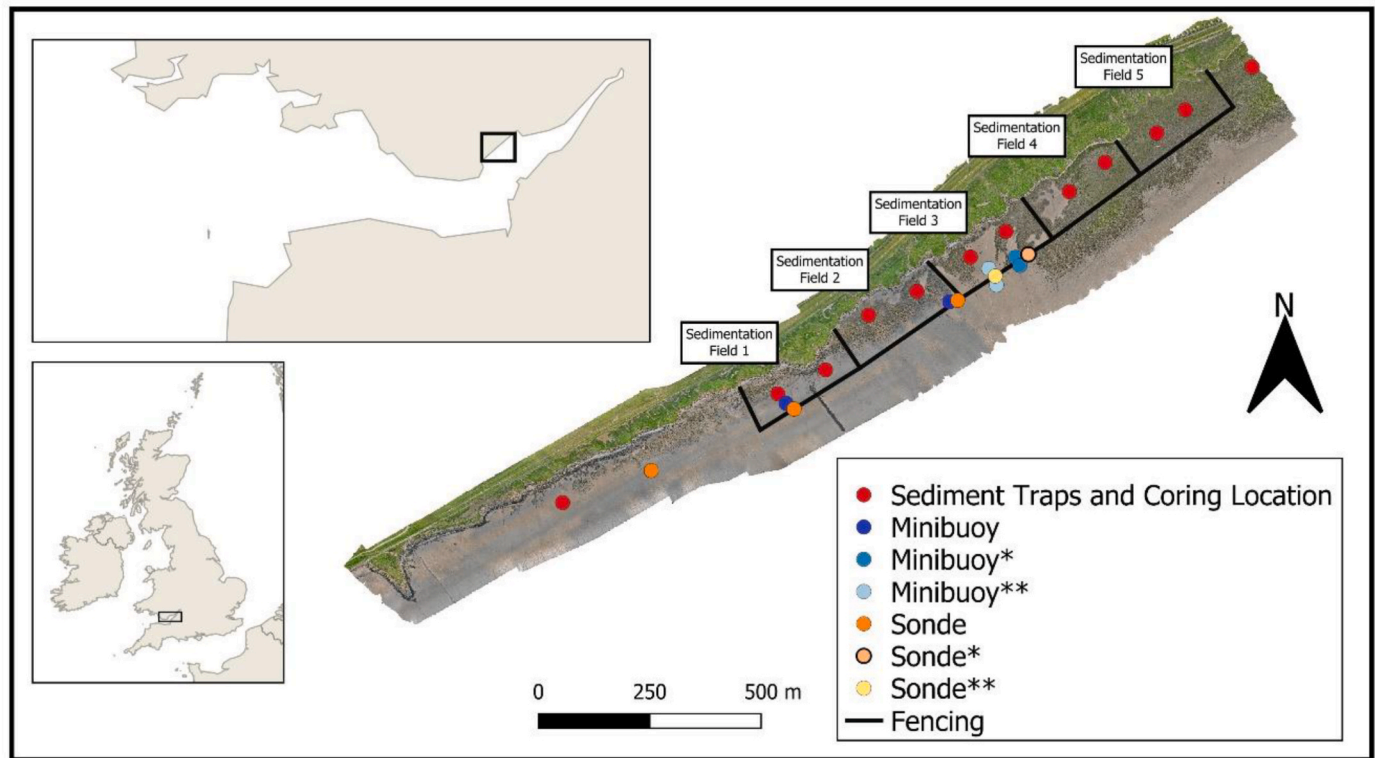 Sedimentation
Field 5
Sedimentation
Field 4
Sedimentation
Field 3
Sedimentation
Field 2
Sedimentation
Field 1
N
Sediment Traps and Coring Location
Minibuoy
Minibuoy*
Minibuoy**
Sonde
Sonde*
Sonde**
Fencing
0 250 500 m